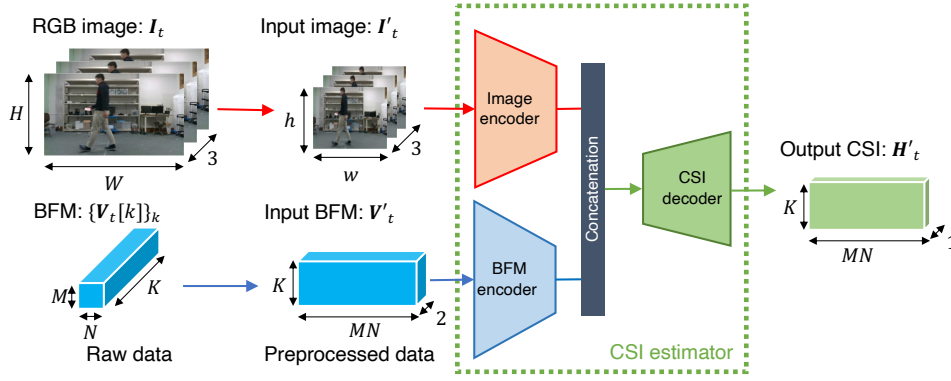 RGB image: I_t
Input image: I'_t
H
W
3
h
w
3
Image
encoder
Concatenation
CSI
decoder
Output CSI: H'_t
K
MN
1
BFM: {V_t[k]}_k
Input BFM: V'_t
M
N
K
K
MN
2
BFM
encoder
Raw data
Preprocessed data
CSI estimator